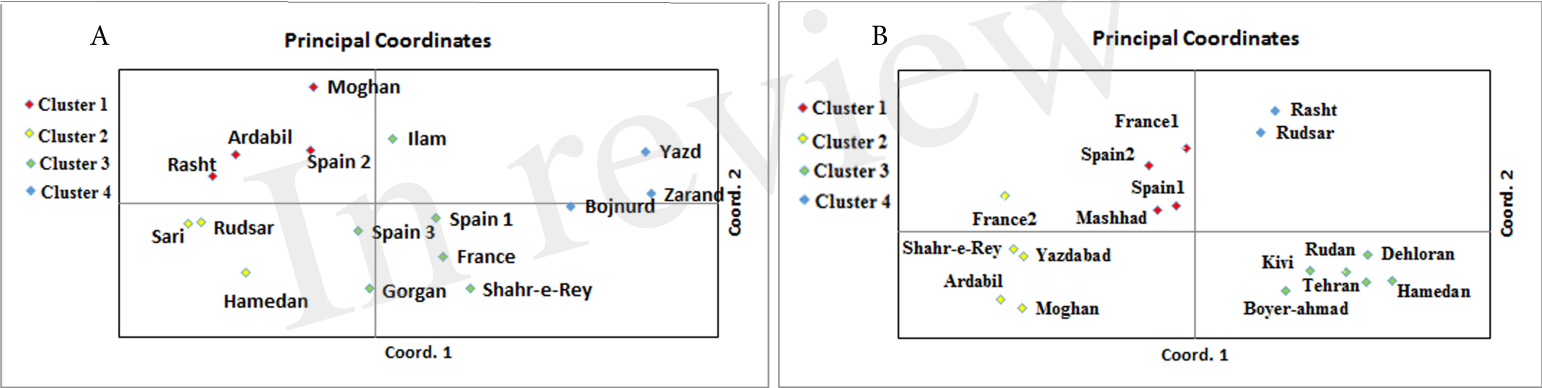 A
Principal Coordinates
Cluster 1
Cluster 2
Cluster 3
Cluster 4
Moghan
Ardabil
Ilam
Rasht
Spain 2
Yazd
Zarand
Bojnurd
Sari
Rudsar
Spain 1
Spain 3
France
Hamedan
Gorgan
Shahr-e-Rey
Coord. 2
Coord. 1
B
Principal Coordinates
Cluster 1
Cluster 2
Cluster 3
Cluster 4
Rasht
France1
Rudsar
Spain2
Spain1
France2
Mashhad
Shahr-e-Rey
Yazdabad
Rudan
Dehloran
Kivi
Ardabil
Tehran
Hamedan
Moghan
Boyer-ahmad
Coord. 2
Coord. 1
In review